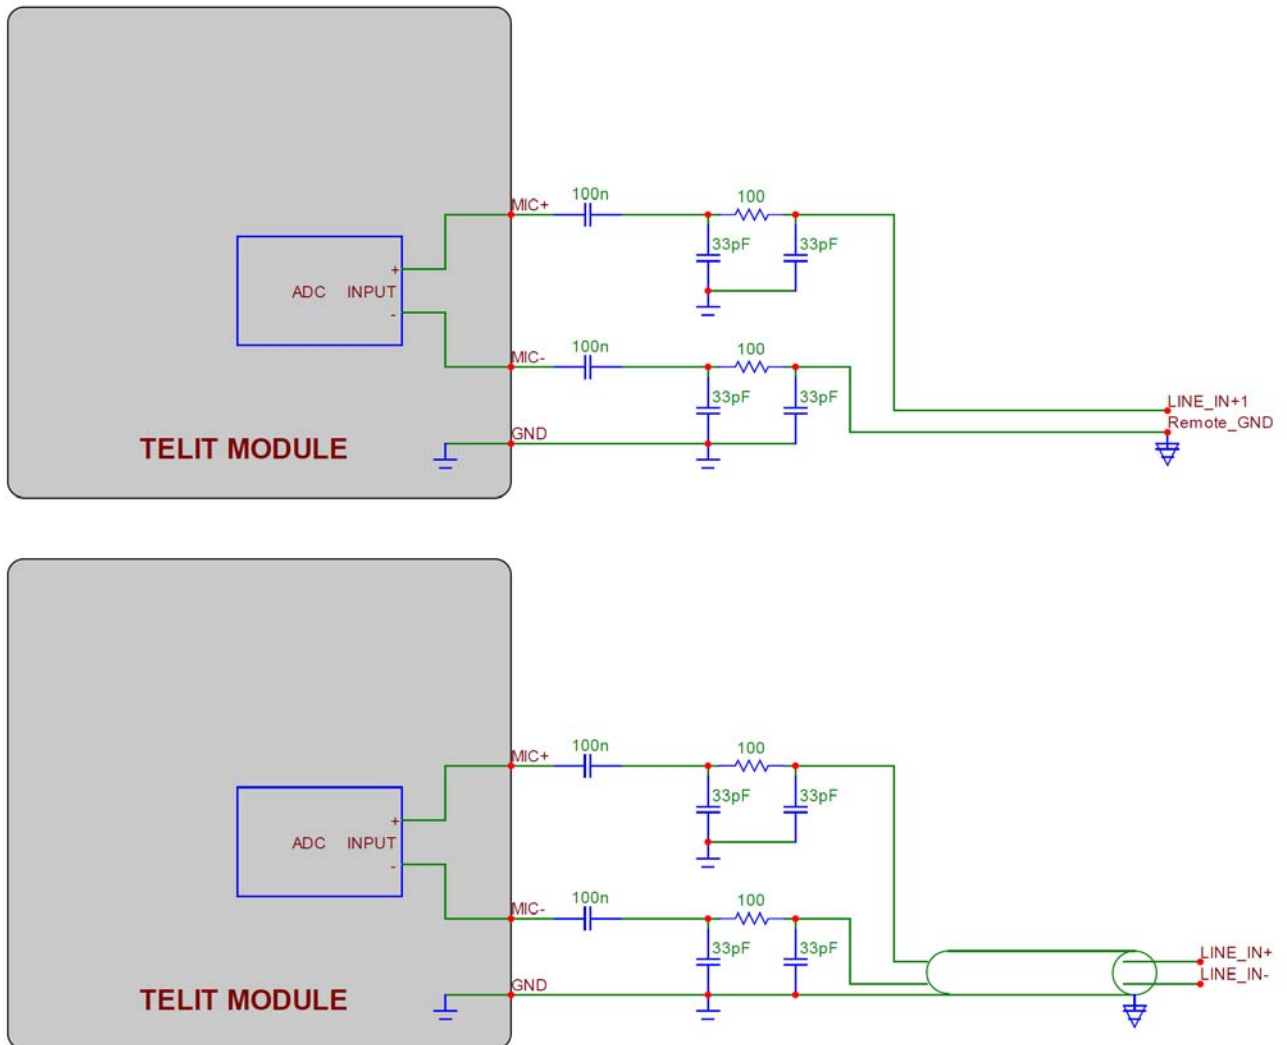 100n
100
MIC+
33pF 33pF
+
ADC INPUT
-
100n
100
MIC-
33pF 33pF
LINE_IN+1
Remote_GND
GND
TELIT MODULE
100n
100
MIC+
33pF 33pF
+
ADC INPUT
-
100n
100
MIC-
33pF 33pF
LINE_IN+
LINE_IN-
GND
TELIT MODULE